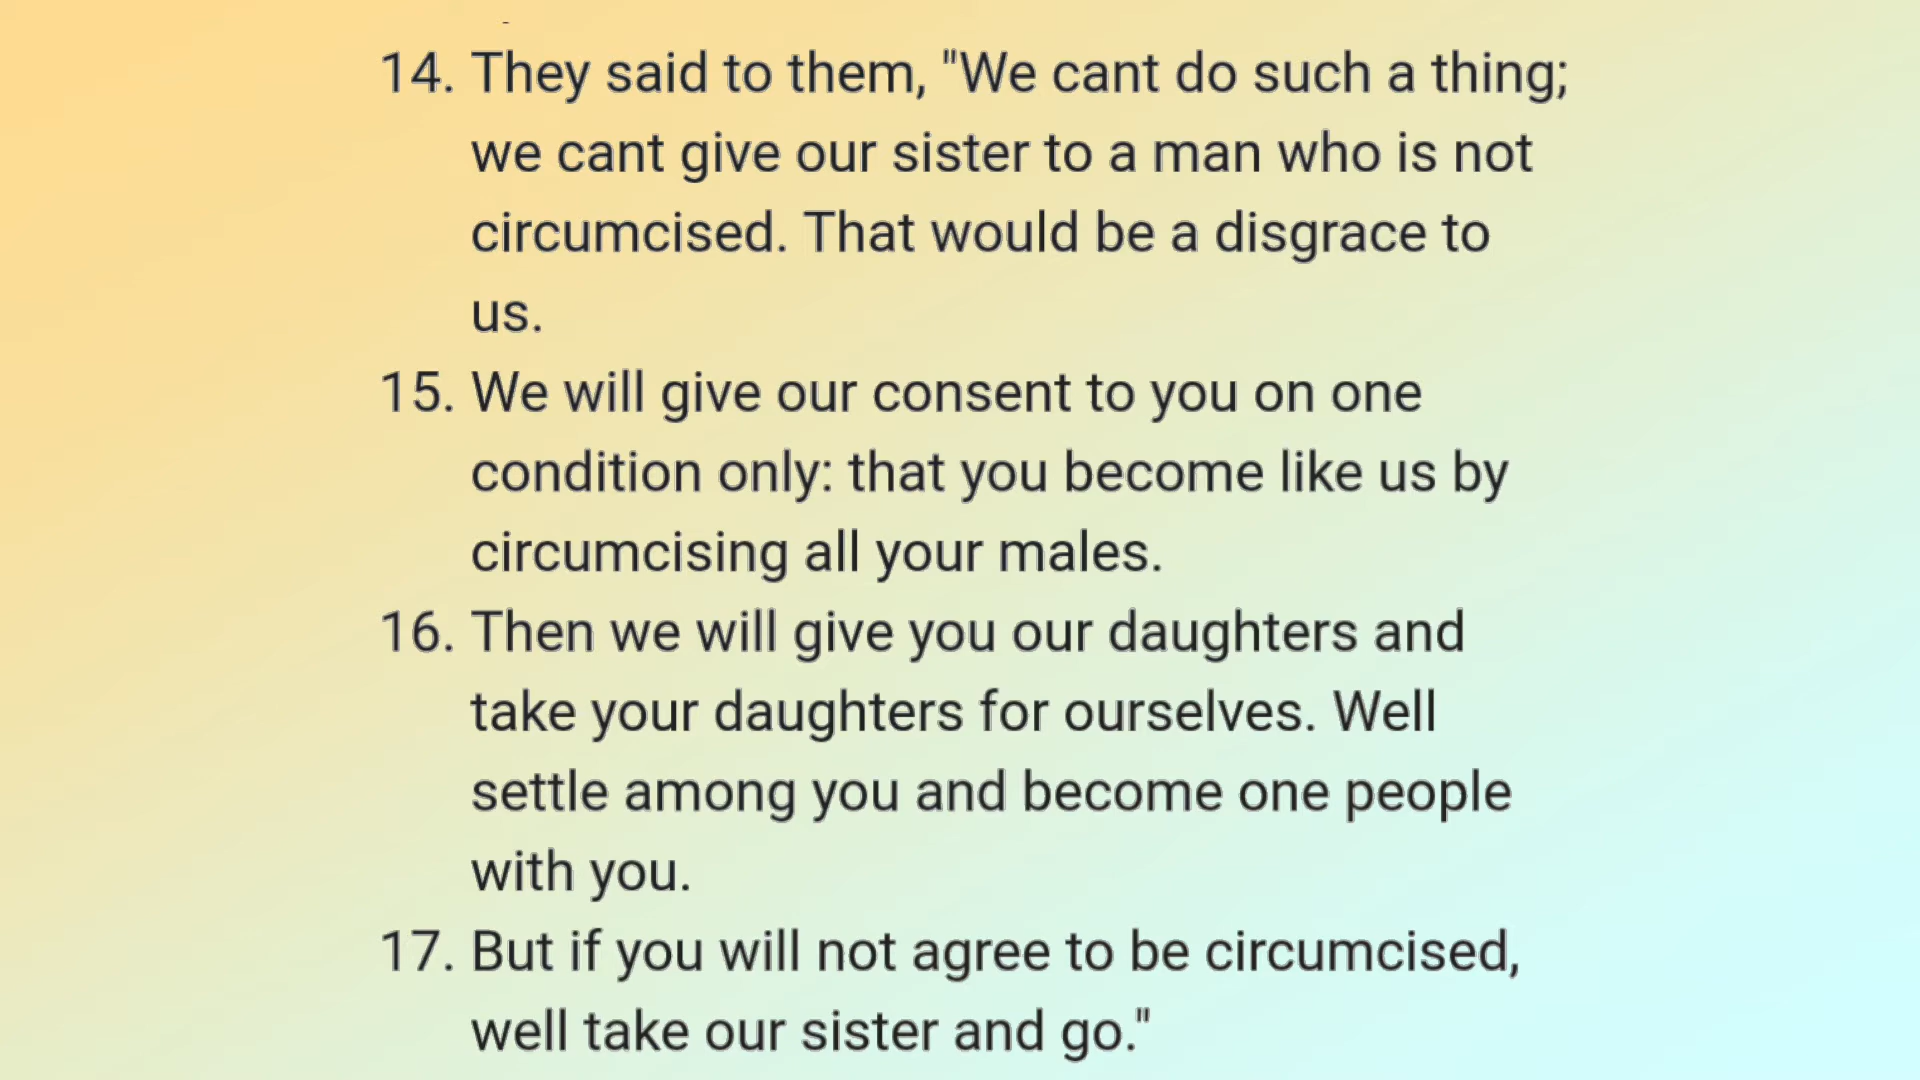 14. They said to them, "We cant do such a thing;
we cant give our sister to a man who is not
circumcised. That would be a disgrace to
us.
15. We will give our consent to you on one
condition only: that you become like us by
circumcising all your males.
16. Then we will give you our daughters and
take your daughters for ourselves. Well
settle among you and become one people
with you.
17. But if you will not agree to be circumcised,
well take our sister and go."